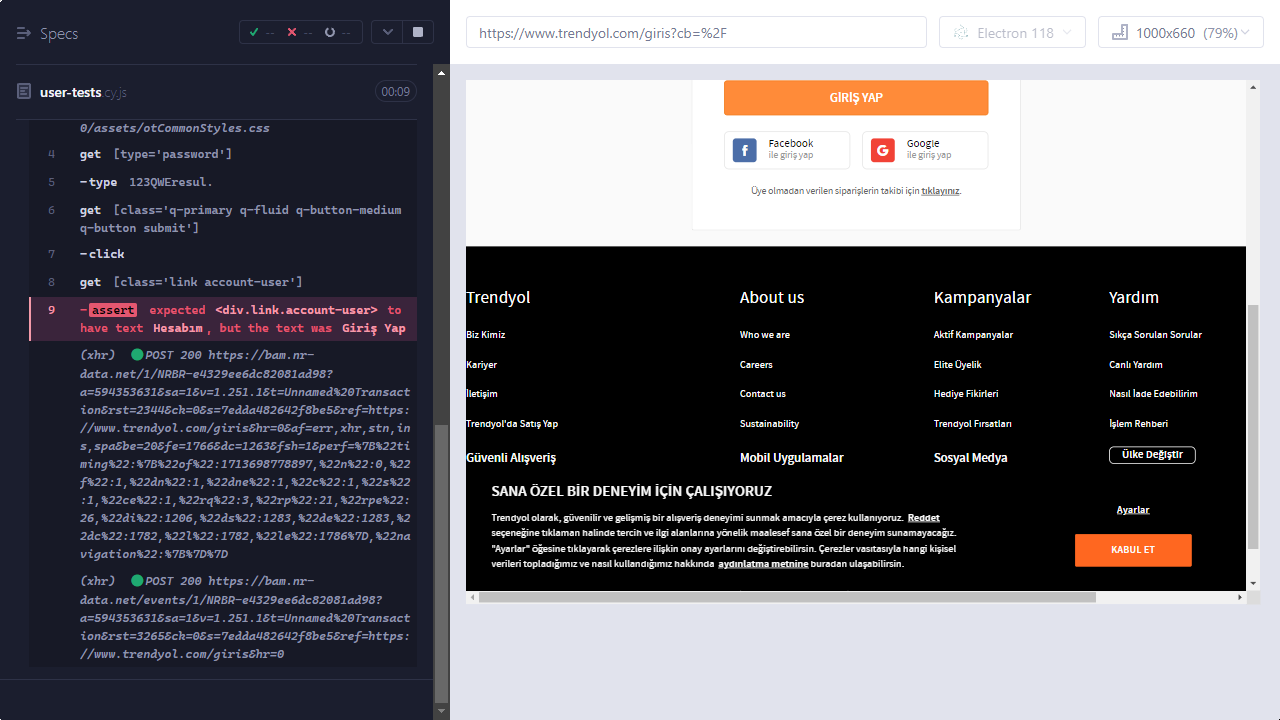 Specs
--
--
--
https://www.trendyol.com/giris?cb=%2F
Electron 118
1000x660 (79%)
user-tests.cy.js
00:09
0/assets/otCommonStyles.css
4 get [type='password']
5 -type 123QWEresul.
6 get [class='q-primary q-fluid q-button-medium
q-button submit']
7 -click
8 get [class='link account-user']
9 -assert expected <div.link.account-user> to
have text Hesabım, but the text was Giriş Yap
(xhr) POST 200 https://bam.nr-
data.net/1/NRBR-e4329ee6dc82081ad98?
a=594353631&sa=1&v=1.251.1&t=Unnamed%20Transact
ion&rst=2344&ck=0&s=7edda482642f8be5&ref=https:
//www.trendyol.com/giris&hr=0&af=err,xhr,stn,in
s,spa&be=20&fe=1766&dc=1263&fsh=1&perf=%7B%22ti
ming%22:%7B%22of%22:1713698778897,%22n%22:0,%22
f%22:1,%22dn%22:1,%22dne%22:1,%22c%22:1,%22s%22
:1,%22ce%22:1,%22rq%22:3,%22rp%22:21,%22rpe%22:
26,%22di%22:1206,%22ds%22:1283,%22de%22:1283,%2
2dc%22:1782,%22l%22:1782,%22le%22:1786%7D,%22na
vigation%22:%7B%7D%7D
(xhr) POST 200 https://bam.nr-
data.net/events/1/NRBR-e4329ee6dc82081ad98?
a=594353631&sa=1&v=1.251.1&t=Unnamed%20Transact
ion&rst=3265&ck=0&s=7edda482642f8be5&ref=https:
//www.trendyol.com/giris&hr=0
GİRİŞ YAP
Facebook
ile giriş yap
Google
ile giriş yap
Üye olmadan verilen siparişlerin takibi için tıklayınız.
Trendyol
About us
Kampanyalar
Yardım
Biz Kimiz
Who we are
Aktif Kampanyalar
Sıkça Sorulan Sorular
Kariyer
Careers
Elite Üyelik
Canlı Yardım
İletişim
Contact us
Hediye Fikirleri
Nasıl İade Edebilirim
Trendyol'da Satış Yap
Sustainability
Trendyol Fırsatları
İşlem Rehberi
Güvenli Alışveriş
Mobil Uygulamalar
Sosyal Medya
Ülke Değiştir
SANA ÖZEL BİR DENEYİM İÇİN ÇALIŞIYORUZ
Trendyol olarak, güvenilir ve gelişmiş bir alışveriş deneyimi sunmak amacıyla çerez kullanıyoruz. Reddet
seçeneğine tıklaman halinde tercih ve ilgi alanlarına yönelik maalesef sana özel bir deneyim sunamayacağız.
"Ayarlar" öğesine tıklayarak çerezlere ilişkin onay ayarlarını değiştirebilirsin. Çerezler vasıtasıyla hangi kişisel
verileri topladığımız ve nasıl kullandığımız hakkında aydınlatma metnine buradan ulaşabilirsin.
Ayarlar
KABUL ET